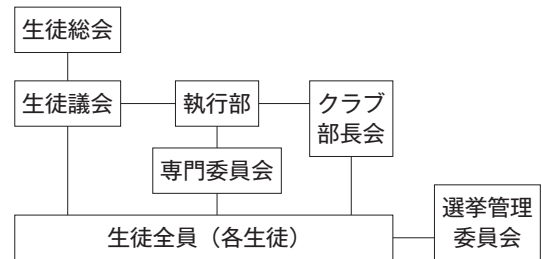 生徒総会
生徒議会
執行部
クラブ
部長会
専門委員会
生徒全員（各生徒）
選挙管理
委員会